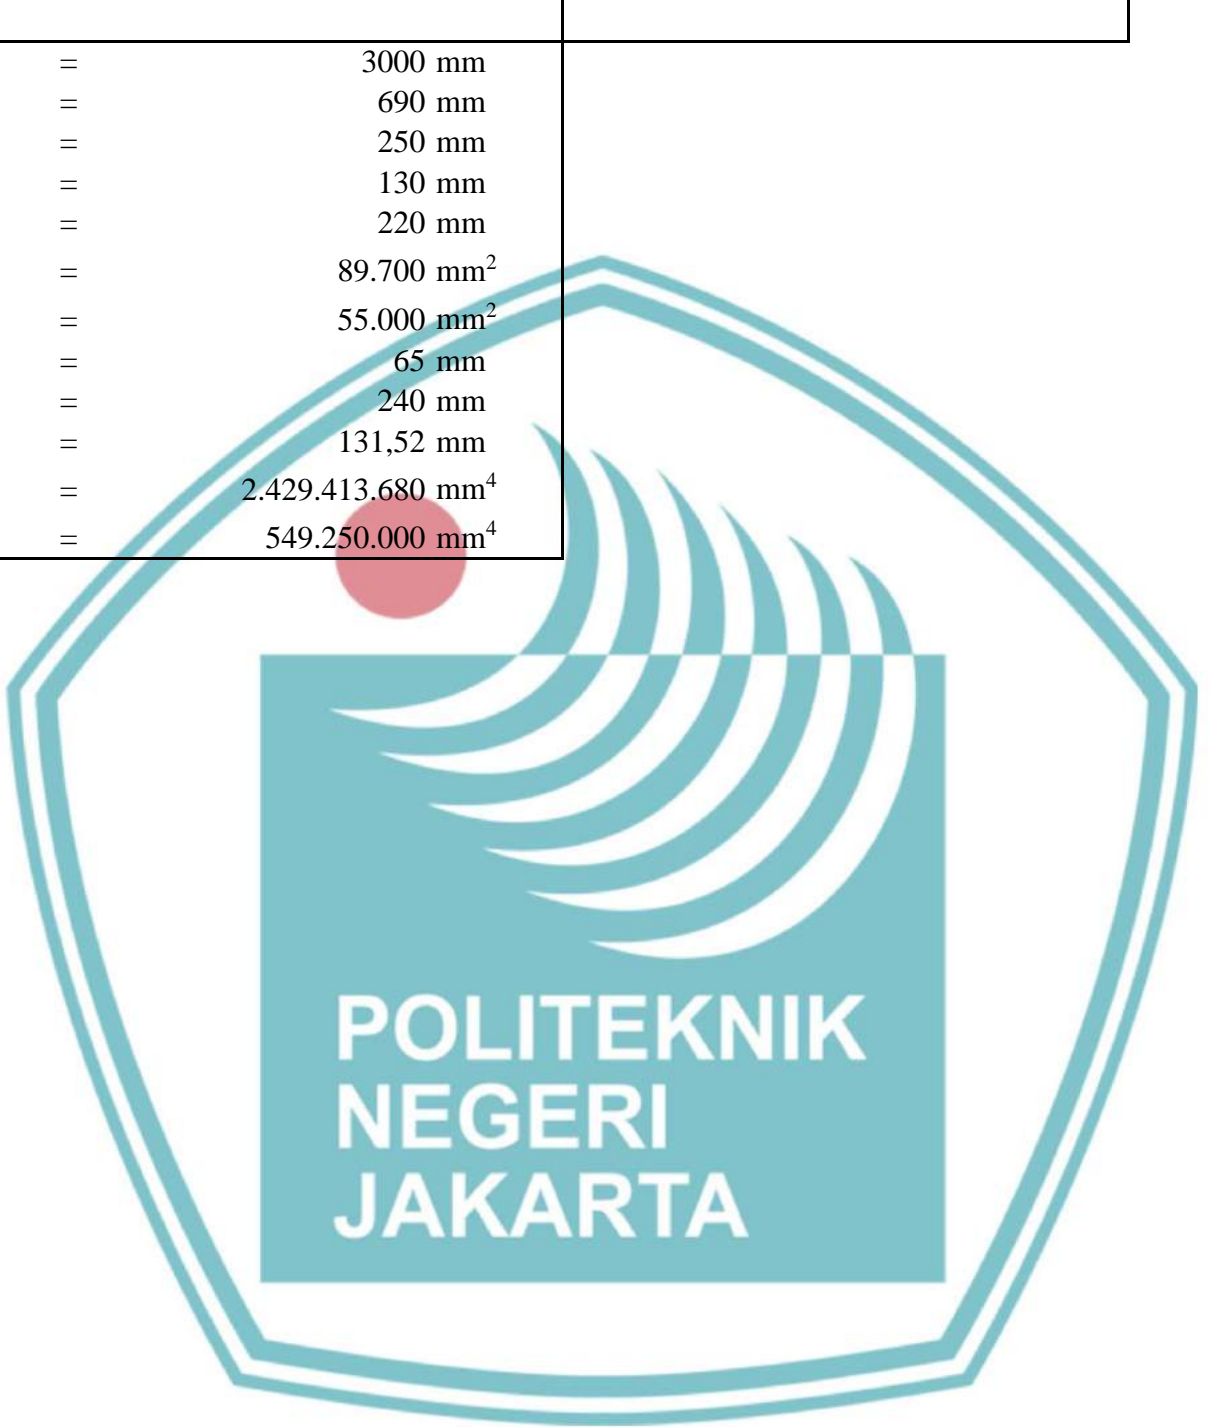 = 3000 mm
= 690 mm
= 250 mm
= 130 mm
= 220 mm
= 89.700 mm²
= 55.000 mm²
= 65 mm
= 240 mm
= 131,52 mm
= 2.429.413.680 mm⁴
= 549.250.000 mm⁴
POLITEKNIK
NEGERI
JAKARTA